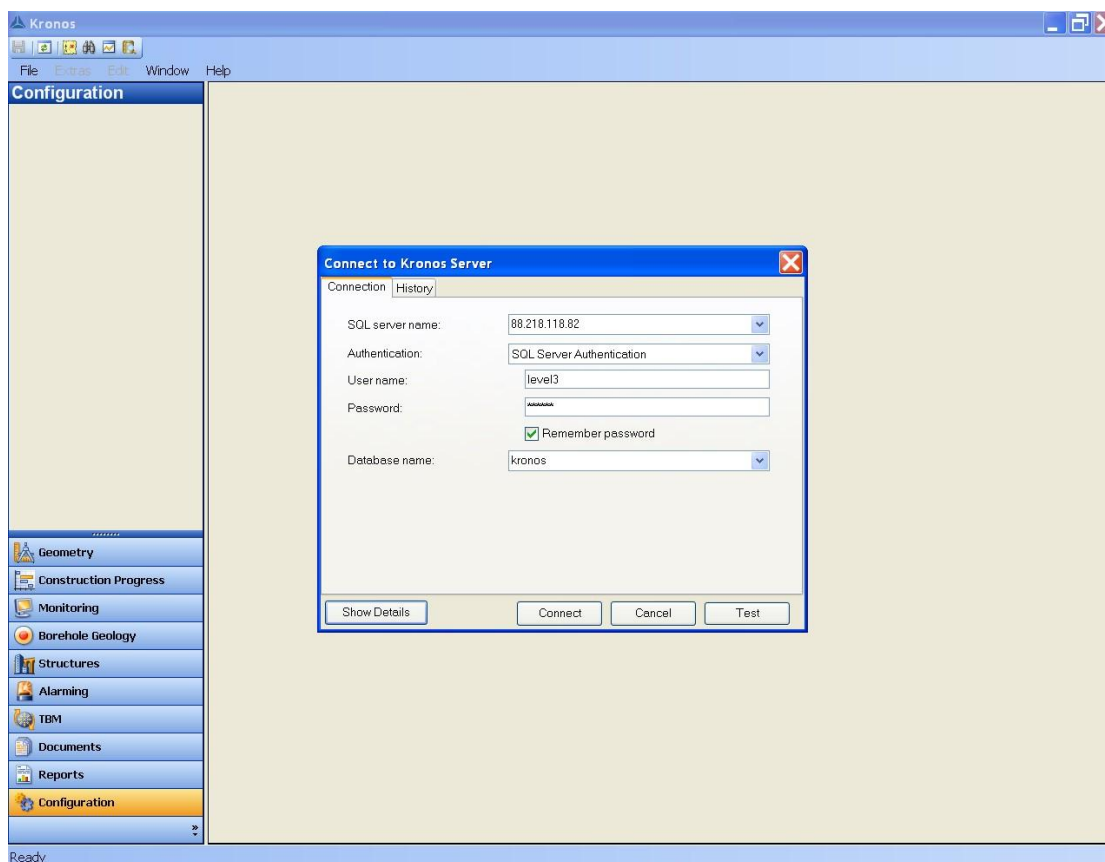 Kronos
File Extras Edit Window Help
Configuration
Connect to Kronos Server
Connection History
SQL server name: 88.218.118.82
Authentication: SQL Server Authentication
User name: level3
Password: ******
Remember password
Database name: kronos
Show Details Connect Cancel Test
Geometry
Construction Progress
Monitoring
Borehole Geology
Structures
Alarming
TBM
Documents
Reports
Configuration
Ready